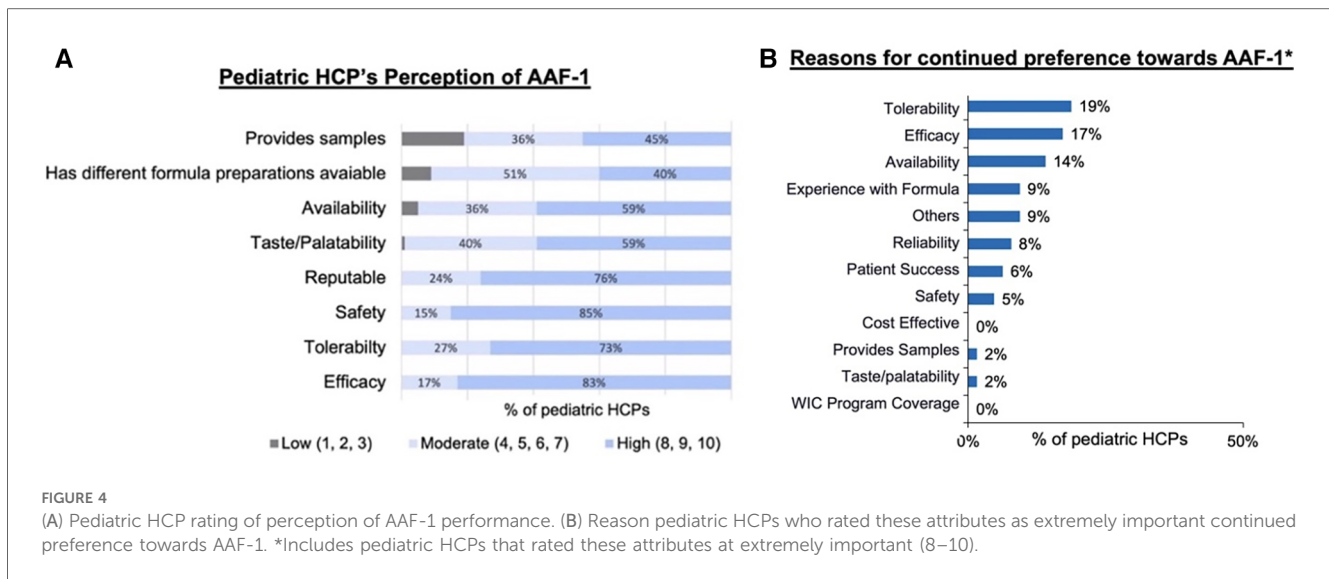 A
Pediatric HCP's Perception of AAF-1
Provides samples
36%
45%
Has different formula preparations avaiable
51%
40%
Availability
36%
59%
Taste/Palatability
40%
59%
Reputable
24%
76%
Safety
15%
85%
Tolerabilty
27%
73%
Efficacy
17%
83%
% of pediatric HCPs
Low (1, 2, 3)
Moderate (4, 5, 6, 7)
High (8, 9, 10)
B
Reasons for continued preference towards AAF-1*
Tolerability
19%
Efficacy
17%
Availability
14%
Experience with Formula
9%
Others
9%
Reliability
8%
Patient Success
6%
Safety
5%
Cost Effective
0%
Provides Samples
2%
Taste/palatability
2%
WIC Program Coverage
0%
0%
% of pediatric HCPs
50%
FIGURE 4
(A) Pediatric HCP rating of perception of AAF-1 performance. (B) Reason pediatric HCPs who rated these attributes as extremely important continued
preference towards AAF-1. *Includes pediatric HCPs that rated these attributes at extremely important (8–10).